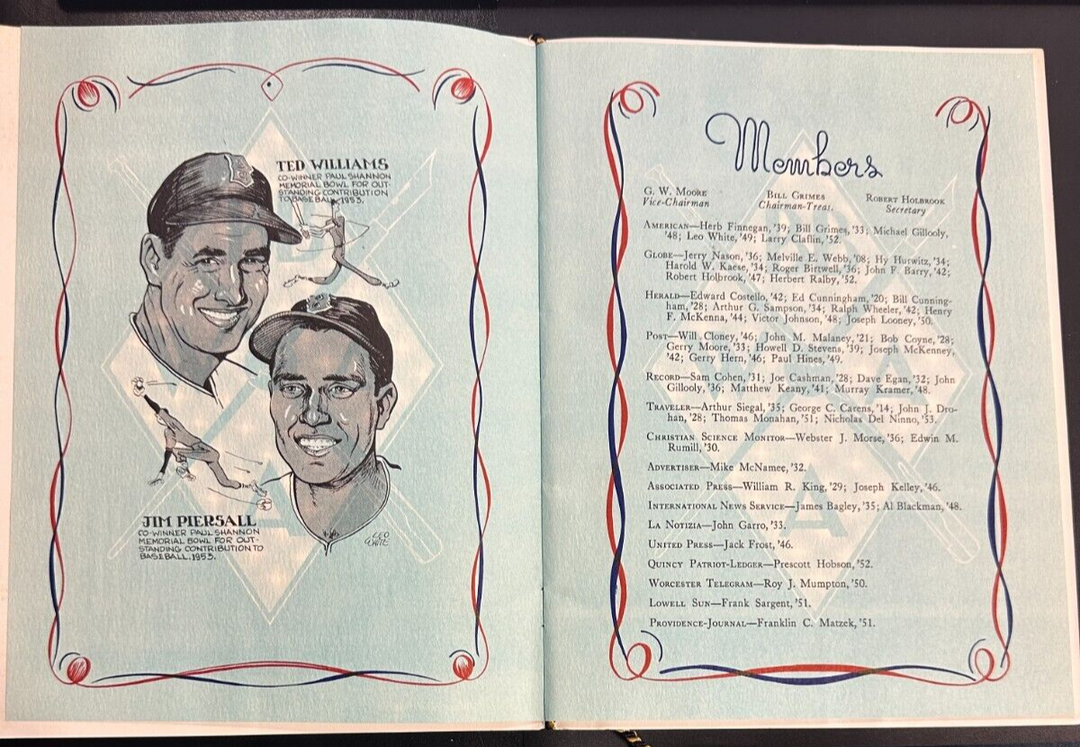 TED WILLIAMS
CO-WINNER PAUL SHANNON
MEMORIAL BOWL FOR OUT-
STANDING CONTRIBUTION
TO BASEBALL, 1953.
B
B
JIM PIERSALL
CO-WINNER PAUL SHANNON
MEMORIAL BOWL FOR OUT-
STANDING CONTRIBUTION TO
BASEBALL, 1953.
LEO
WHITE
Members
G. W. Moore
Vice-Chairman
Bill Grimes
Chairman-Treas.
Robert Holbrook
Secretary
American—Herb Finnegan, '39; Bill Grimes, '33; Michael Gillooly,
'48; Leo White, '49; Larry Claflin, '52.
Globe—Jerry Nason, '36; Melville E. Webb, '08; Hy Hurwitz, '34;
Harold W. Kaese, '34; Roger Birtwell, '36; John F. Barry, '42;
Robert Holbrook, '47; Herbert Ralby, '52.
Herald—Edward Costello, '42; Ed Cunningham, '20; Bill Cunning-
ham, '28; Arthur G. Sampson, '34; Ralph Wheeler, '42; Henry
F. McKenna, '44; Victor Johnson, '48; Joseph Looney, '50.
Post—Will Cloney, '46; John M. Malaney, '21; Bob Coyne, '28;
Gerry Moore, '33; Howell D. Stevens, '39; Joseph McKenney,
'42; Gerry Hern, '46; Paul Hines, '49.
Record—Sam Cohen, '31; Joe Cashman, '28; Dave Egan, '32; John
Gillooly, '36; Matthew Keany, '41; Murray Kramer, '48.
Traveler—Arthur Siegal, '35; George C. Carens, '14; John J. Dro-
han, '28; Thomas Monahan, '51; Nicholas Del Ninno, '53.
Christian Science Monitor—Webster J. Morse, '36; Edwin M.
Rumill, '30.
Advertiser—Mike McNamee, '32.
Associated Press—William R. King, '29; Joseph Kelley, '46.
International News Service—James Bagley, '35; Al Blackman, '48.
La Notizia—John Garro, '33.
United Press—Jack Frost, '46.
Quincy Patriot-Ledger—Prescott Hobson, '52.
Worcester Telegram—Roy J. Mumpton, '50.
Lowell Sun—Frank Sargent, '51.
Providence-Journal—Franklin C. Matzek, '51.